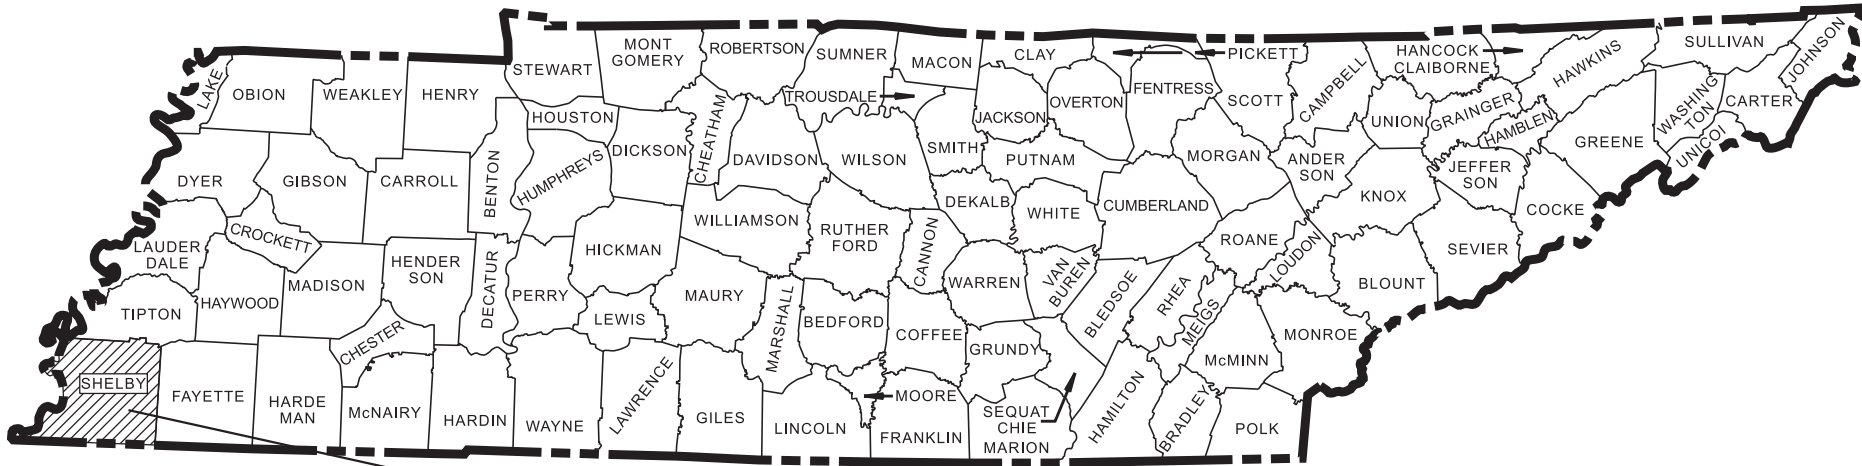 LAKE
OBION
WEAKLEY
HENRY
STEWART
MONT
GOMERY
ROBERTSON
SUMNER
MACON
CLAY
PICKETT
HANCOCK
CLAIBORNE
HAWKINS
SULLIVAN
JOHNSON
TROUSDALE
HOUSTON
CHEATHAM
JACKSON
OVERTON
FENTRESS
SCOTT
CAMPBELL
UNION
GRAINGER
HAMBLEN
GREENE
WASHING
TON
CARTER
UNICOI
DYER
GIBSON
CARROLL
BENTON
HUMPHREYS
DICKSON
DAVIDSON
WILSON
SMITH
PUTNAM
MORGAN
ANDER
SON
KNOX
JEFFER
SON
COCKE
LAUDER
DALE
CROCKETT
MADISON
HENDER
SON
DECATUR
PERRY
HICKMAN
WILLIAMSON
RUTHER
FORD
CANNON
DEKALB
WHITE
CUMBERLAND
ROANE
LOUDON
BLOUNT
SEVIER
TIPTON
HAYWOOD
CHESTER
LEWIS
MAURY
MARSHALL
BEDFORD
COFFEE
WARREN
VAN
BUREN
BLEDSOE
RHEA
MEIGS
McMINN
MONROE
SHELBY
FAYETTE
HARDE
MAN
McNAIRY
HARDIN
WAYNE
LAWRENCE
GILES
LINCOLN
MOORE
FRANKLIN
GRUNDY
SEQUAT
CHIE
MARION
HAMILTON
BRADLEY
POLK